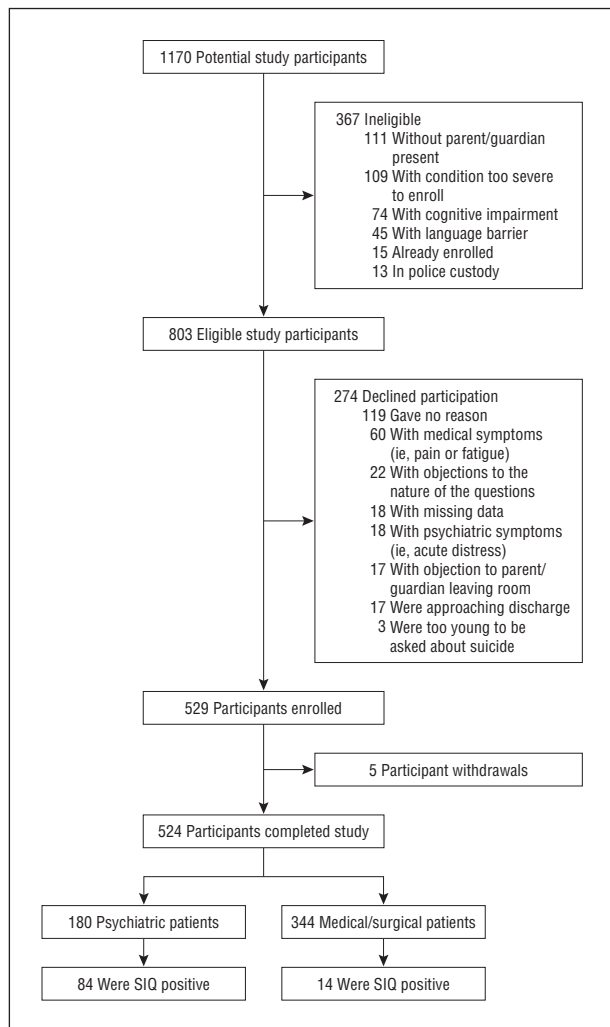 1170 Potential study participants
367 Ineligible
111 Without parent/guardian
present
109 With condition too severe
to enroll
74 With cognitive impairment
45 With language barrier
15 Already enrolled
13 In police custody
803 Eligible study participants
274 Declined participation
119 Gave no reason
60 With medical symptoms
(ie, pain or fatigue)
22 With objections to the
nature of the questions
18 With missing data
18 With psychiatric symptoms
(ie, acute distress)
17 With objection to parent/
guardian leaving room
17 Were approaching discharge
3 Were too young to be
asked about suicide
529 Participants enrolled
5 Participant withdrawals
524 Participants completed study
180 Psychiatric patients
344 Medical/surgical patients
84 Were SIQ positive
14 Were SIQ positive